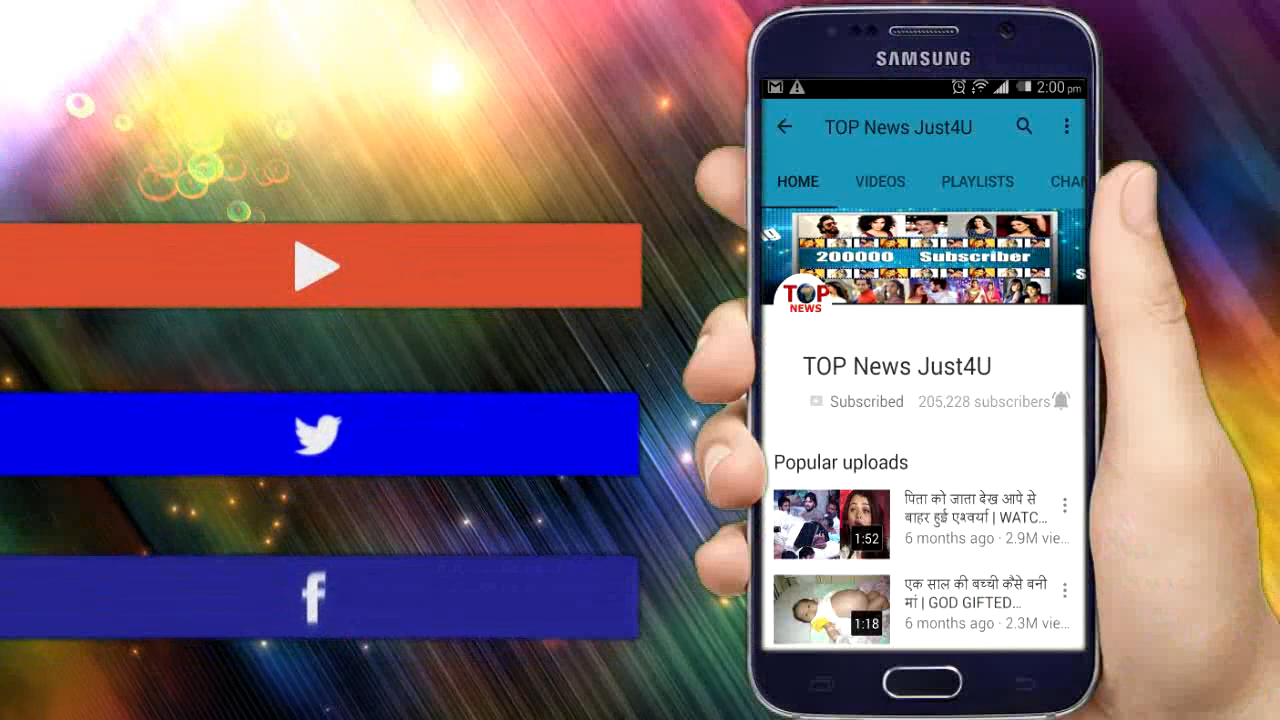 SAMSUNG
2:00 pm
TOP News Just4U
HOME VIDEOS PLAYLISTS CHA
200000 Subscriber
TOP
NEWS
TOP News Just4U
Subscribed 205,228 subscribers
Popular uploads
पिता को जाता देख आपे से
बाहर हुई एश्वर्या | WATC...
6 months ago · 2.9M vie...
1:52
एक साल की बच्ची कैसे बनी
मां | GOD GIFTED...
6 months ago · 2.3M vie...
1:18